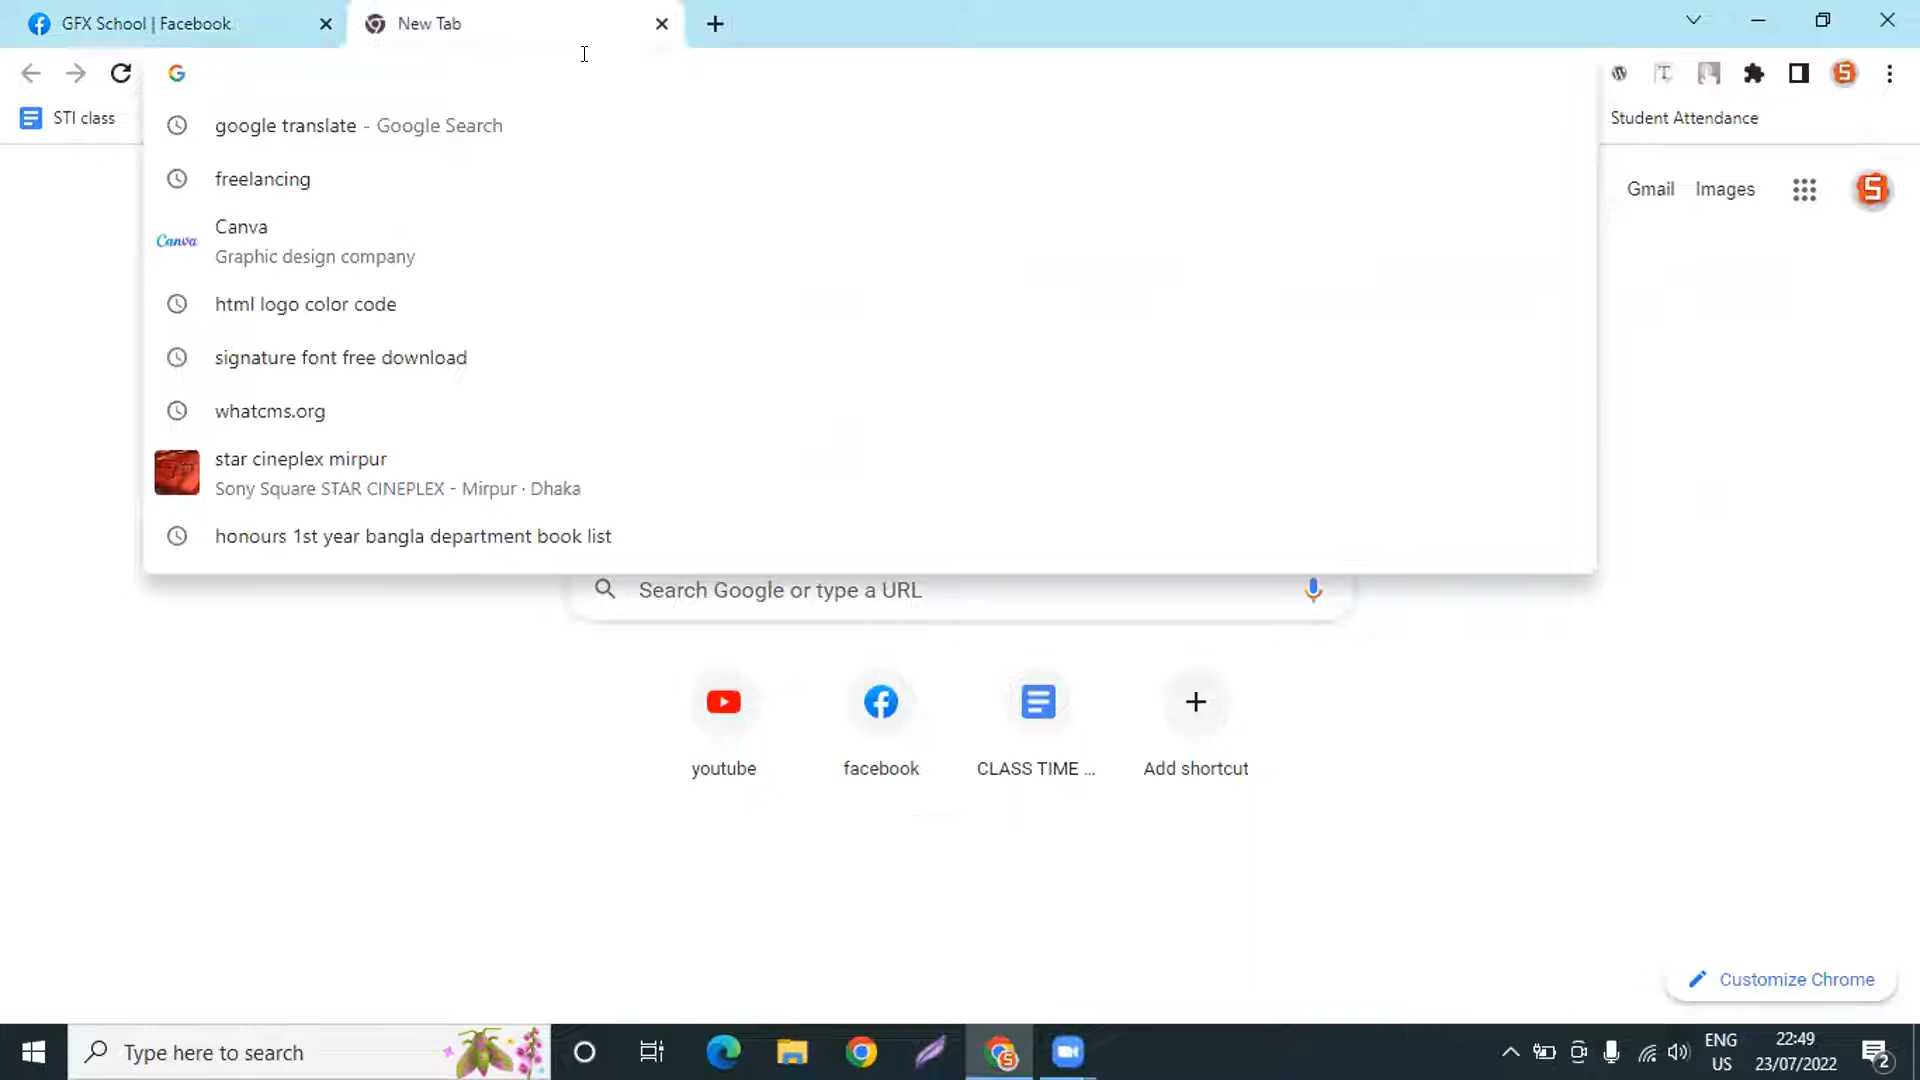 GFX School | Facebook
New Tab
STI class
Student Attendance
google translate - Google Search
freelancing
Canva
Canva
Graphic design company
html logo color code
signature font free download
whatcms.org
star cineplex mirpur
Sony Square STAR CINEPLEX - Mirpur · Dhaka
honours 1st year bangla department book list
Gmail
Images
Search Google or type a URL
youtube
facebook
CLASS TIME ...
Add shortcut
Customize Chrome
Type here to search
ENG
US
22:49
23/07/2022
2